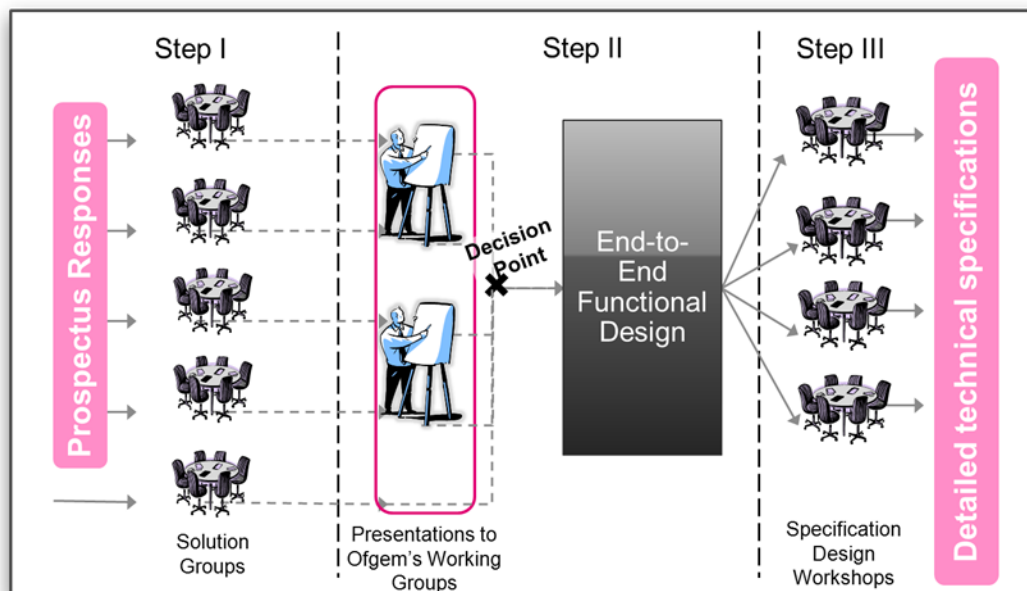 Step I
Step II
Step III
Prospectus Responses
Decision
Point
End-to-
End
Functional
Design
Detailed technical specifications
Solution
Groups
Presentations to
Ofgem's Working
Groups
Specification
Design
Workshops